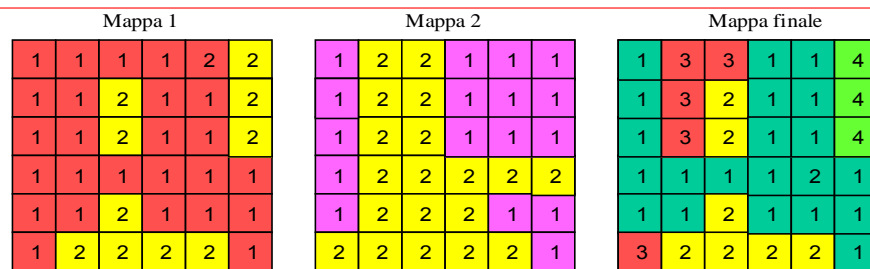 Mappa 1 Mappa 2 Mappa finale
1 1 1 1 2 2 1 2 2 1 1 1 1 3 3 1 1 4
1 1 2 1 1 2 1 2 2 1 1 1 1 3 2 1 1 4
1 1 2 1 1 2 1 2 2 1 1 1 1 3 2 1 1 4
1 1 1 1 1 1 1 2 2 2 2 2 1 1 1 1 2 1
1 1 2 1 1 1 1 2 2 2 1 1 1 1 2 1 1 1
1 2 2 2 2 1 2 2 2 2 2 1 3 2 2 2 2 1